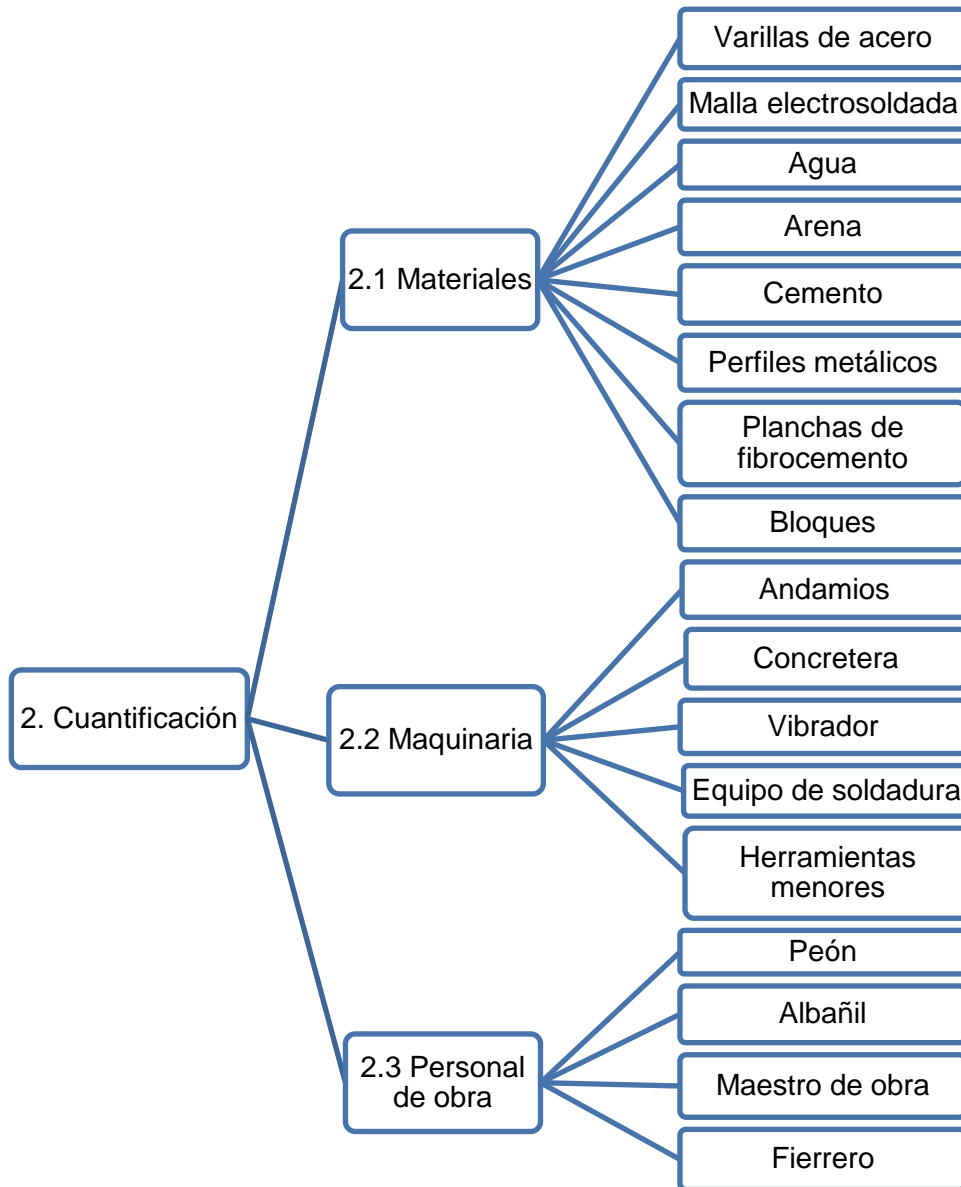 Varillas de acero
Malla electrosoldada
Agua
Arena
2.1 Materiales
Cemento
Perfiles metálicos
Planchas de
fibrocemento
Bloques
Andamios
Concretera
2. Cuantificación
2.2 Maquinaria
Vibrador
Equipo de soldadura
Herramientas
menores
Peón
Albañil
2.3 Personal
de obra
Maestro de obra
Fierrero